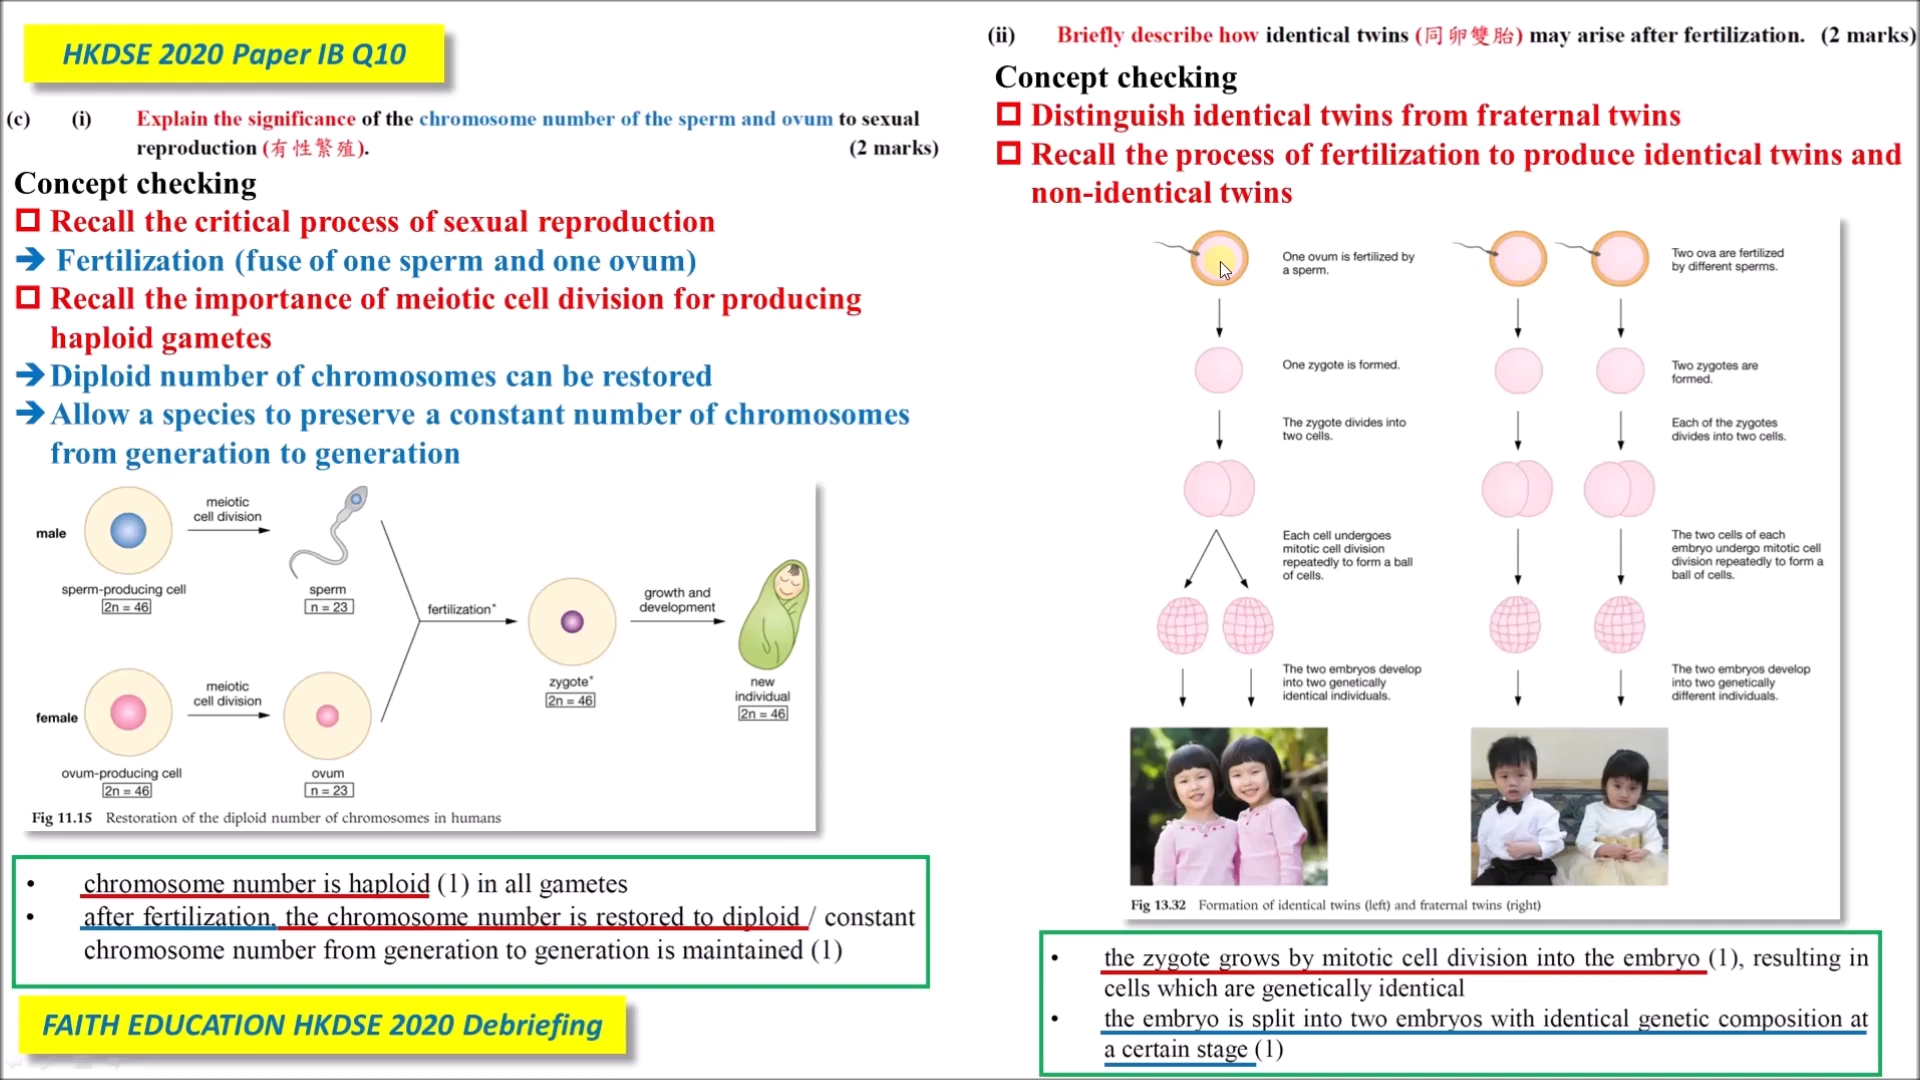 HKDSE 2020 Paper IB Q10
(c) (i) Explain the significance of the chromosome number of the sperm and ovum to sexual
reproduction (有性繁殖). (2 marks)
Concept checking
Recall the critical process of sexual reproduction
Fertilization (fuse of one sperm and one ovum)
Recall the importance of meiotic cell division for producing
haploid gametes
Diploid number of chromosomes can be restored
Allow a species to preserve a constant number of chromosomes
from generation to generation
male
meiotic
cell division
sperm-producing cell
2n = 46
sperm
n = 23
fertilization*
zygote*
2n = 46
growth and
development
new
individual
2n = 46
female
meiotic
cell division
ovum-producing cell
2n = 46
ovum
n = 23
Fig 11.15 Restoration of the diploid number of chromosomes in humans
• chromosome number is haploid (1) in all gametes
• after fertilization, the chromosome number is restored to diploid / constant
chromosome number from generation to generation is maintained (1)
FAITH EDUCATION HKDSE 2020 Debriefing
(ii) Briefly describe how identical twins (同卵雙胎) may arise after fertilization. (2 marks)
Concept checking
Distinguish identical twins from fraternal twins
Recall the process of fertilization to produce identical twins and
non-identical twins
One ovum is fertilized by
a sperm.
One zygote is formed.
The zygote divides into
two cells.
Each cell undergoes
mitotic cell division
repeatedly to form a ball
of cells.
The two embryos develop
into two genetically
identical individuals.
Two ova are fertilized
by different sperms.
Two zygotes are
formed.
Each of the zygotes
divides into two cells.
The two cells of each
embryo undergo mitotic cell
division repeatedly to form a
ball of cells.
The two embryos develop
into two genetically
different individuals.
Fig 13.32 Formation of identical twins (left) and fraternal twins (right)
• the zygote grows by mitotic cell division into the embryo (1), resulting in
cells which are genetically identical
• the embryo is split into two embryos with identical genetic composition at
a certain stage (1)